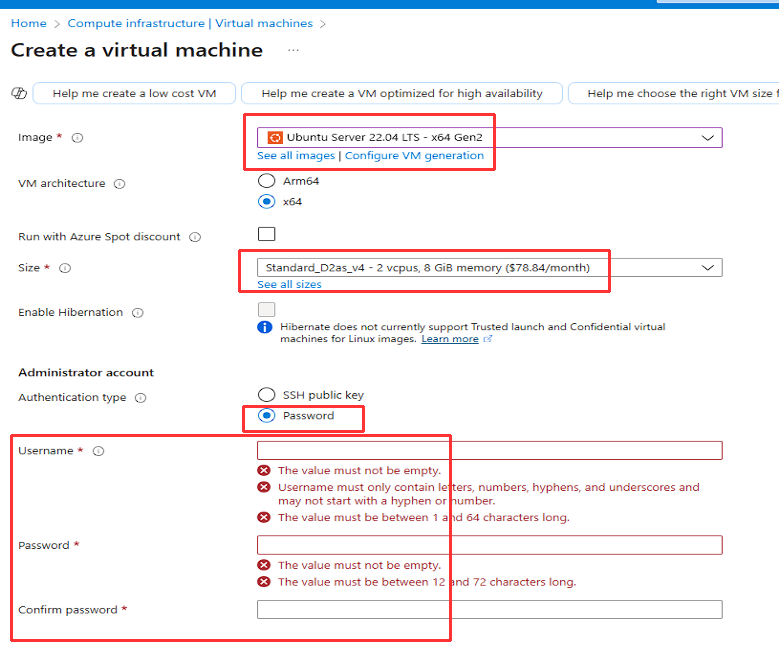 Home > Compute infrastructure | Virtual machines >
Create a virtual machine ...
Help me create a low cost VM Help me create a VM optimized for high availability Help me choose the right VM size f
Image *
Ubuntu Server 22.04 LTS - x64 Gen2
See all images | Configure VM generation
VM architecture
Arm64
x64
Run with Azure Spot discount
Size *
Standard_D2as_v4 - 2 vcpus, 8 GiB memory ($78.84/month)
See all sizes
Enable Hibernation
Hibernate does not currently support Trusted launch and Confidential virtual
machines for Linux images. Learn more
Administrator account
Authentication type
SSH public key
Password
Username *
The value must not be empty.
Username must only contain letters, numbers, hyphens, and underscores and
may not start with a hyphen or number.
The value must be between 1 and 64 characters long.
Password *
The value must not be empty.
The value must be between 12 and 72 characters long.
Confirm password *